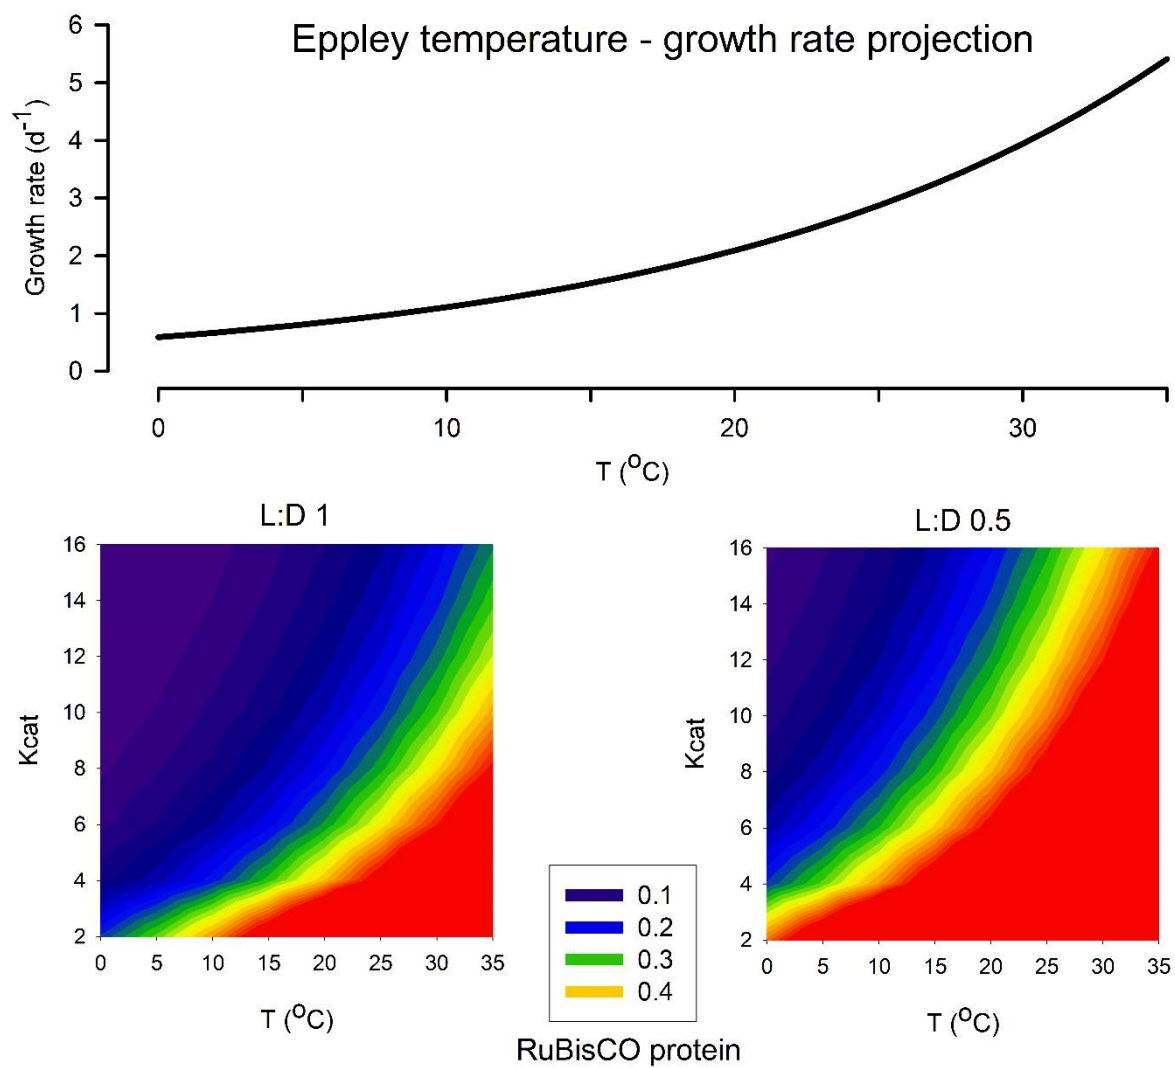 Eppley temperature - growth rate projection
Growth rate (d-1)
6
5
4
3
2
1
0
0 10 20 30
T (oC)
L:D 1
Kcat
16
14
12
10
8
6
4
2
0 5 10 15 20 25 30 35
T (oC)
L:D 0.5
Kcat
16
14
12
10
8
6
4
2
0 5 10 15 20 25 30 35
T (oC)
0.1
0.2
0.3
0.4
RuBisCO protein